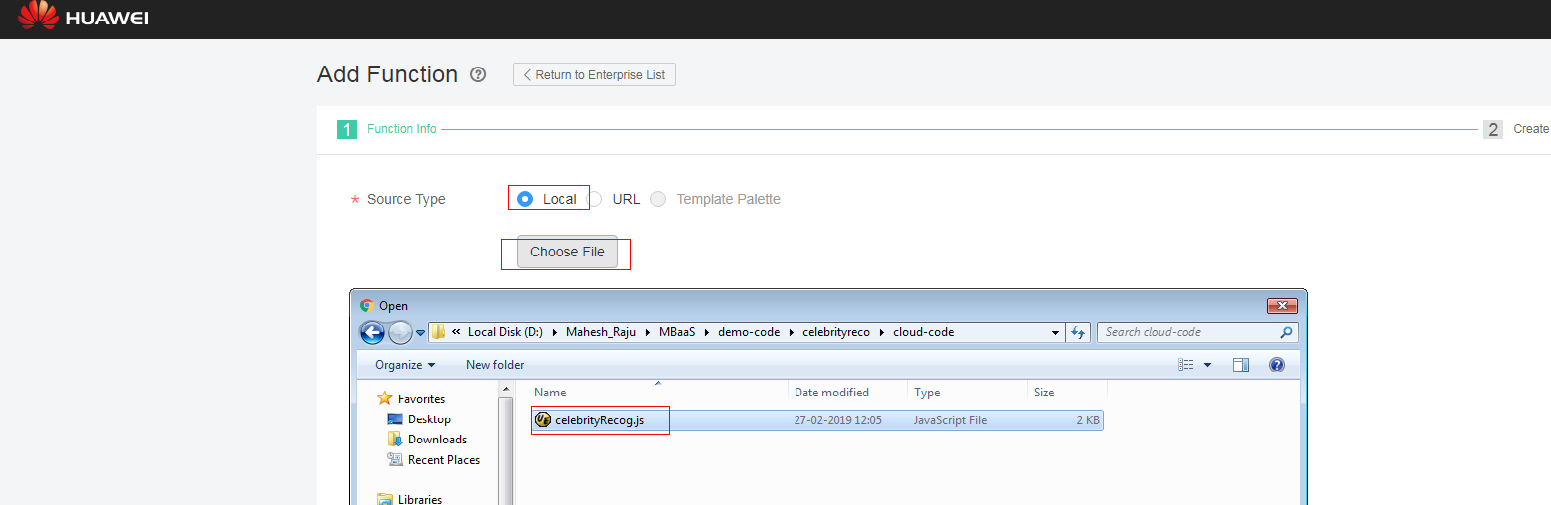 HUAWEI
Add Function ? Return to Enterprise List
1 Function Info 2 Create
* Source Type Local URL Template Palette
Choose File
Open
« Local Disk (D:) Mahesh_Raju MBaaS demo-code celebrityreco cloud-code Search cloud-code
Organize New folder ?
Name Date modified Type Size
Favorites
celebrityRecog.js 27-02-2019 12:05 JavaScript File 2 KB
Desktop
Downloads
Recent Places
Libraries